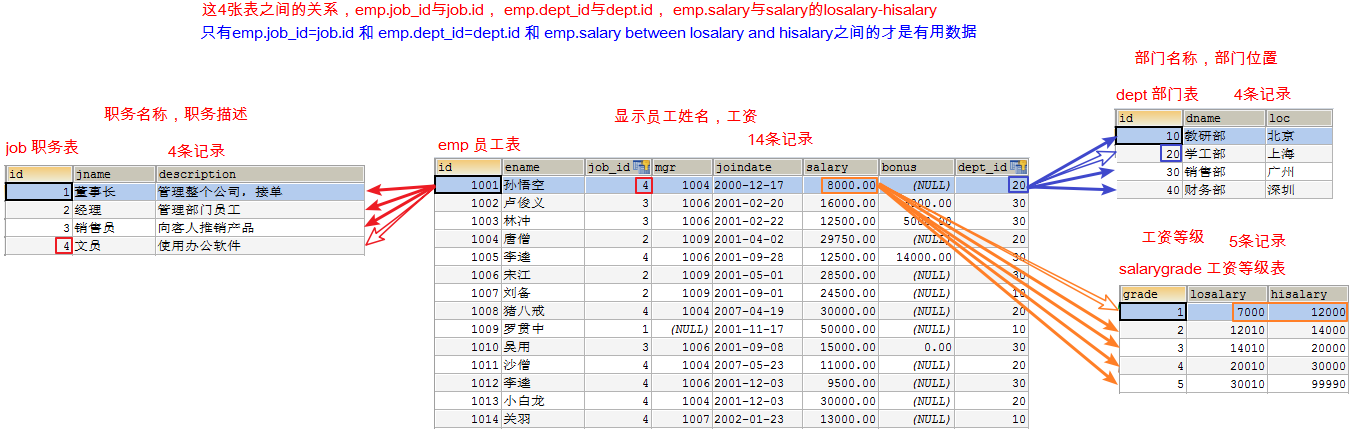 这4张表之间的关系，emp.job_id与job.id， emp.dept_id与dept.id， emp.salary与salary的losalary-hisalary
只有emp.job_id=job.id 和 emp.dept_id=dept.id 和 emp.salary between losalary and hisalary之间的才是有用数据
职务名称，职务描述
job 职务表 4条记录
id jname description
1 董事长 管理整个公司，接单
2 经理 管理部门员工
3 销售员 向客人推销产品
4 文员 使用办公软件
显示员工姓名，工资
emp 员工表 14条记录
id ename job_id mgr joindate salary bonus dept_id
1001 孙悟空 4 1004 2000-12-17 8000.00 (NULL) 20
1002 卢俊义 3 1006 2001-02-20 16000.00 30
1003 林冲 3 1006 2001-02-22 12500.00 30
1004 唐僧 2 1009 2001-04-02 29750.00 (NULL) 20
1005 李逵 4 1006 2001-09-28 12500.00 14000.00 30
1006 宋江 2 1009 2001-05-01 28500.00 (NULL) 30
1007 刘备 2 1009 2001-09-01 24500.00 (NULL) 10
1008 猪八戒 4 1004 2007-04-19 30000.00 (NULL) 20
1009 罗贯中 1 (NULL) 2001-11-17 50000.00 (NULL) 10
1010 吴用 3 1006 2001-09-08 15000.00 0.00 30
1011 沙僧 4 1004 2007-05-23 11000.00 (NULL) 20
1012 李逵 4 1006 2001-12-03 9500.00 (NULL) 30
1013 小白龙 4 1004 2001-12-03 30000.00 (NULL) 20
1014 关羽 4 1007 2002-01-23 13000.00 (NULL) 10
部门名称，部门位置
dept 部门表 4条记录
id dname loc
10 教研部 北京
20 学工部 上海
30 销售部 广州
40 财务部 深圳
工资等级 5条记录
salarygrade 工资等级表
grade losalary hisalary
1 7000 12000
2 12010 14000
3 14010 20000
4 20010 30000
5 30010 99990